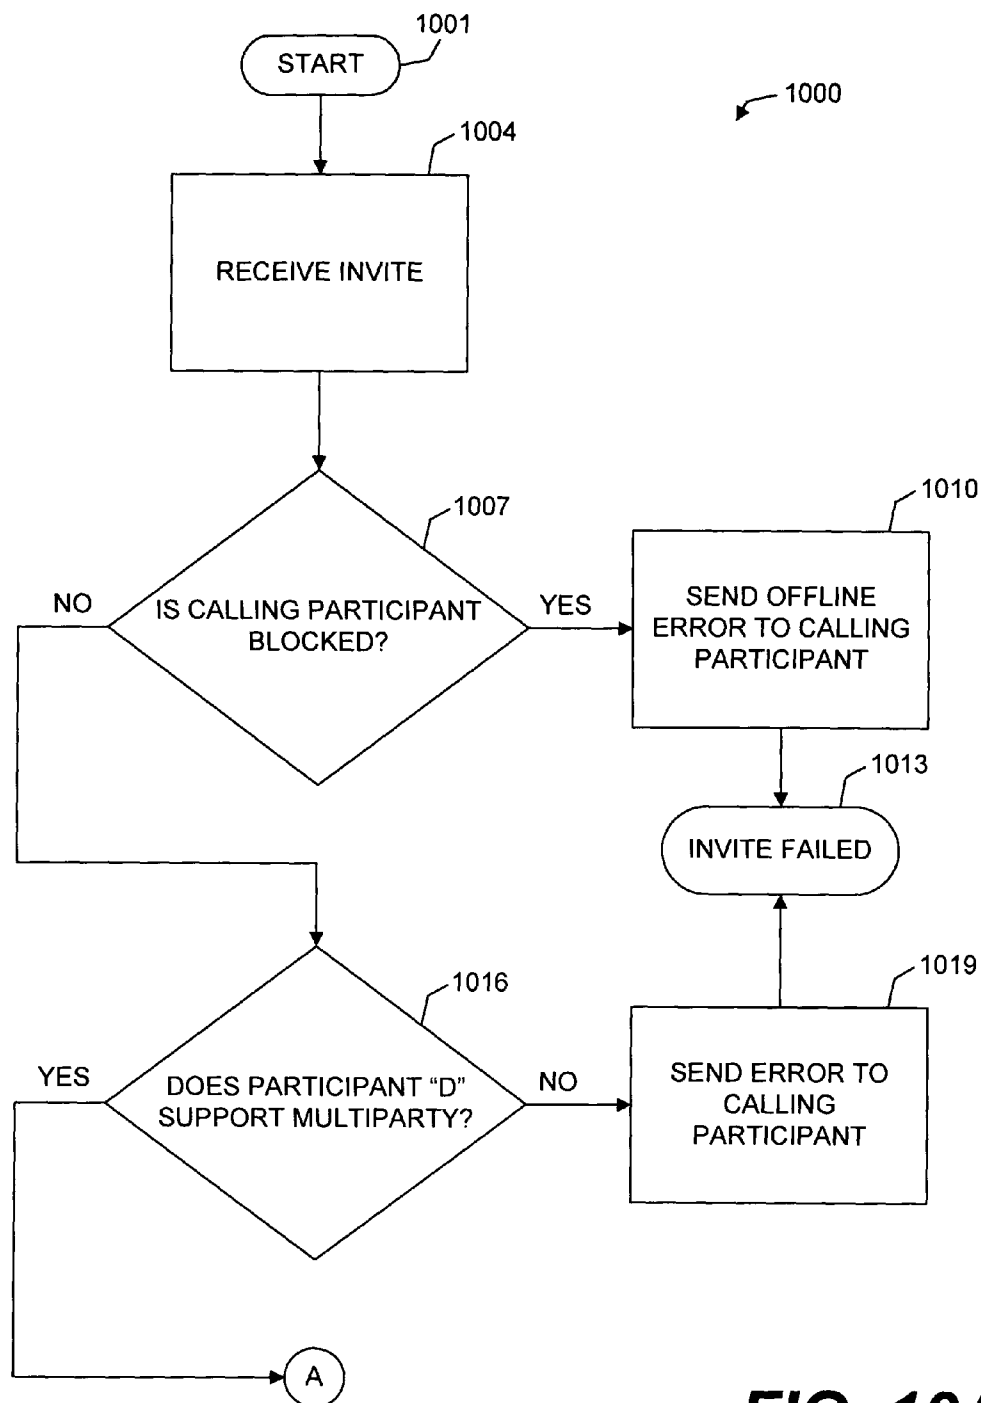 1001
START
1000
1004
RECEIVE INVITE
1007
1010
NO
IS CALLING PARTICIPANT
BLOCKED?
YES
SEND OFFLINE
ERROR TO CALLING
PARTICIPANT
1013
INVITE FAILED
1016
1019
YES
DOES PARTICIPANT “D”
SUPPORT MULTIPARTY?
NO
SEND ERROR TO
CALLING
PARTICIPANT
A